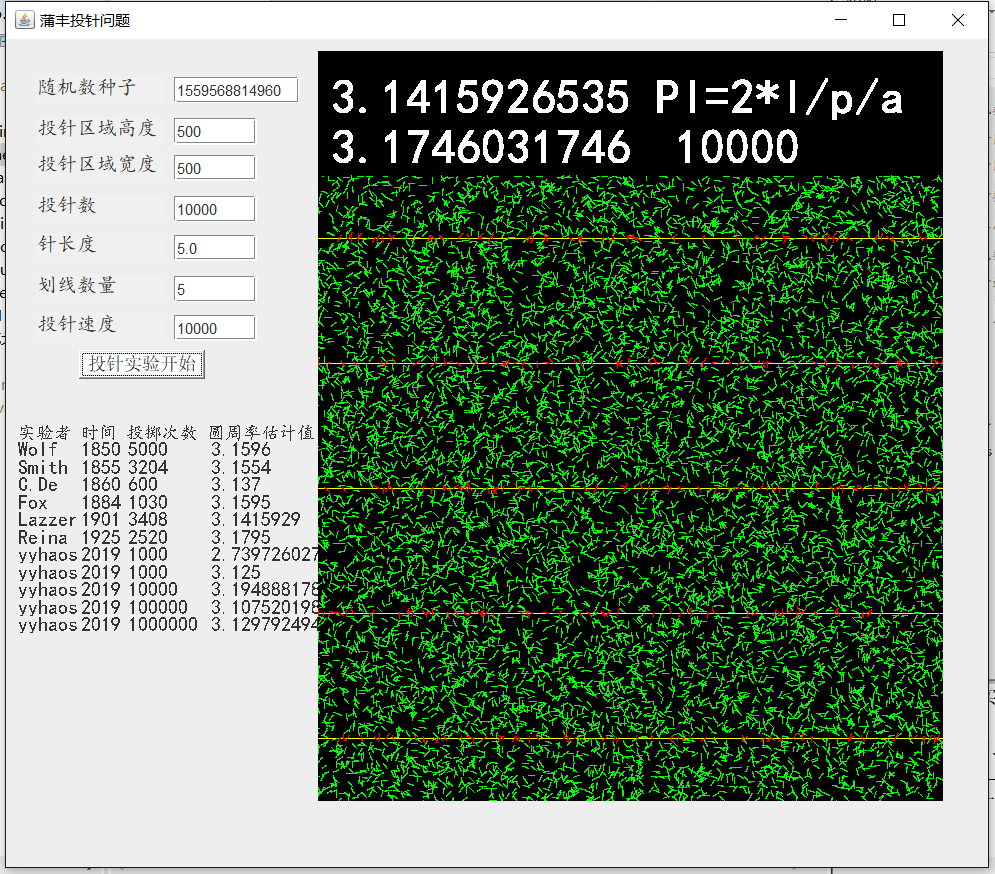 蒲丰投针问题
随机数种子 1559568814960
投针区域高度 500
投针区域宽度 500
投针数 10000
针长度 5.0
划线数量 5
投针速度 10000
投针实验开始
3.1415926535 PI=2*l/p/a
3.1746031746 10000
实验者 时间 投掷次数 圆周率估计值
Wolf 1850 5000 3.1596
Smith 1855 3204 3.1554
C.De 1860 600 3.137
Fox 1884 1030 3.1595
Lazzer 1901 3408 3.1415929
Reina 1925 2520 3.1795
yyhaos 2019 1000 2.739726027
yyhaos 2019 1000 3.125
yyhaos 2019 10000 3.194888178
yyhaos 2019 100000 3.107520198
yyhaos 2019 1000000 3.129792494